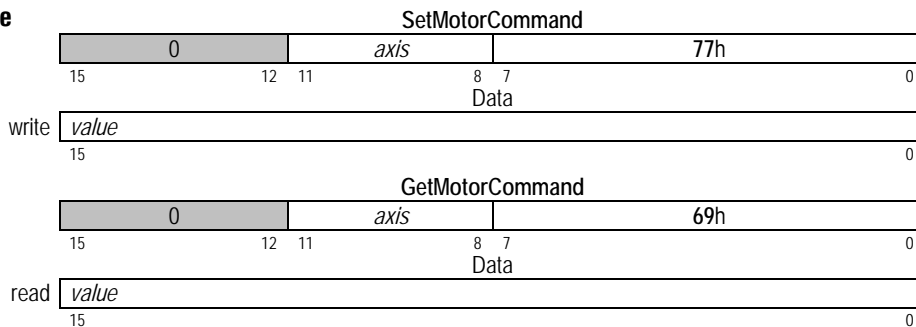 e
SetMotorCommand
0 axis 77h
15 12 11 8 7 0
Data
write value
15 0
GetMotorCommand
0 axis 69h
15 12 11 8 7 0
Data
read value
15 0